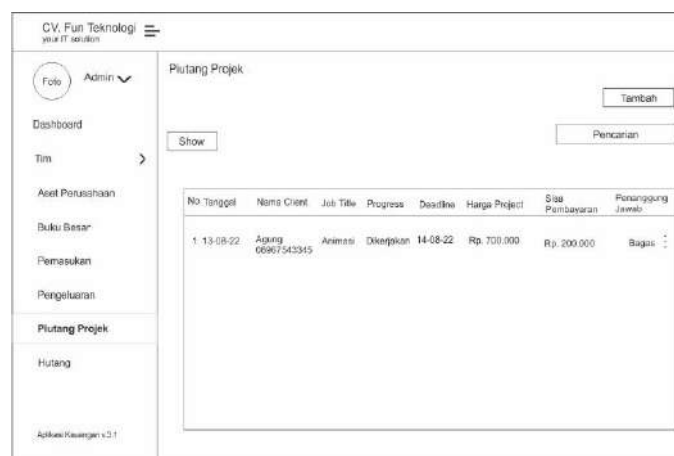 CV. Fun Teknologi
your IT solution
Foto
Admin
Dashboard
Tim
Aset Perusahaan
Buku Besar
Pemasukan
Pengeluaran
Piutang Projek
Hutang
Aplikasi Keuangan v.3.1
Piutang Projek
Tambah
Show
Pencarian
No Tanggal Nama Client Job Title Progress Deadline Harga Project Sisa Pembayaran Penanggung Jawab
1 13-08-22 Agung 08967543345 Animasi Dikerjakan 14-08-22 Rp. 700.000 Rp. 200.000 Bagas